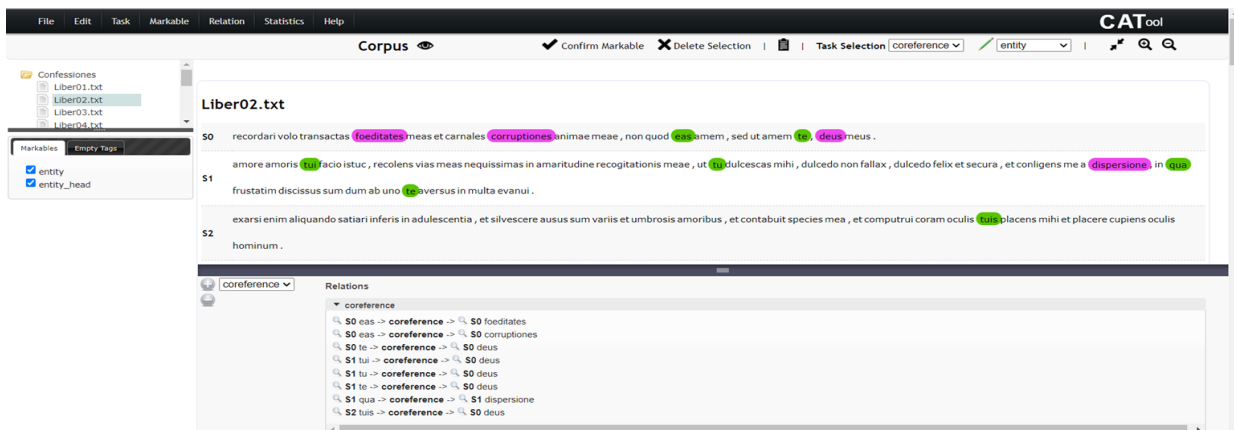 File Edit Task Markable Relation Statistics Help CATool
Corpus Confirm Markable Delete Selection | | Task Selection coreference entity |
Confessiones
Liber01.txt
Liber02.txt
Liber03.txt
Liber04.txt
Markables Empty Tags
entity
entity_head
Liber02.txt
S0 recordari volo transactas foeditates meas et carnales corruptiones animae meae , non quod eas amem , sed ut amem te , deus meus .
amore amoris tui facio istuc , recolens vias meas nequissimas in amaritudine recogitationis meae , ut tu dulcescas mihi , dulcedo non fallax , dulcedo felix et secura , et conligens me a dispersione , in qua
S1
frustatim discissus sum dum ab uno te aversus in multa evanui .
exarsi enim aliquando satiari inferis in adulescentia , et silvescere ausus sum variis et umbrosis amoribus , et contabuit species mea , et computrui coram oculis tuis placens mihi et placere cupiens oculis
S2
hominum .
coreference
Relations
coreference
S0 eas -> coreference -> S0 foeditates
S0 eas -> coreference -> S0 corruptiones
S0 te -> coreference -> S0 deus
S1 tui -> coreference -> S0 deus
S1 tu -> coreference -> S0 deus
S1 te -> coreference -> S0 deus
S1 qua -> coreference -> S1 dispersione
S2 tuis -> coreference -> S0 deus